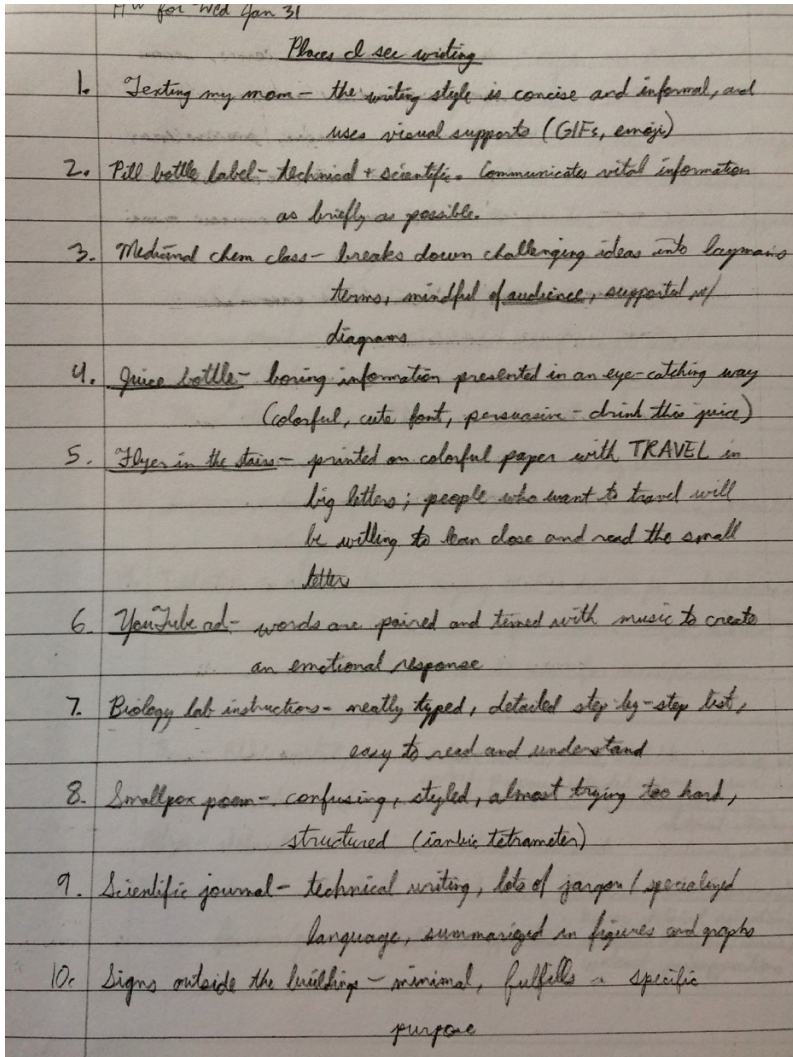 HW for Wed Jan 31
Places I see writing
1. Texting my mom - the writing style is concise and informal, and
uses visual supports (GIFs, emoji)
2. Pill bottle label - technical + scientific. Communicates vital information
as briefly as possible.
3. Medicinal chem class - breaks down challenging ideas into laymans
terms, mindful of audience, supported w/
diagrams
4. Juice bottle - boring information presented in an eye-catching way
(colorful, cute font, persuasive - drink this juice)
5. Flyer in the stairs - printed on colorful paper with TRAVEL in
big letters; people who want to travel will
be willing to lean close and read the small
letters
6. YouTube ad - words are paired and timed with music to create
an emotional response
7. Biology lab instructions - neatly typed, detailed step-by-step list,
easy to read and understand
8. Smallpox poem - confusing, styled, almost trying too hard,
structured (iambic tetrameter)
9. Scientific journal - technical writing, lots of jargon / specialized
language, summarized in figures and graphs
10. Signs outside the buildings - minimal, fulfills a specific
purpose